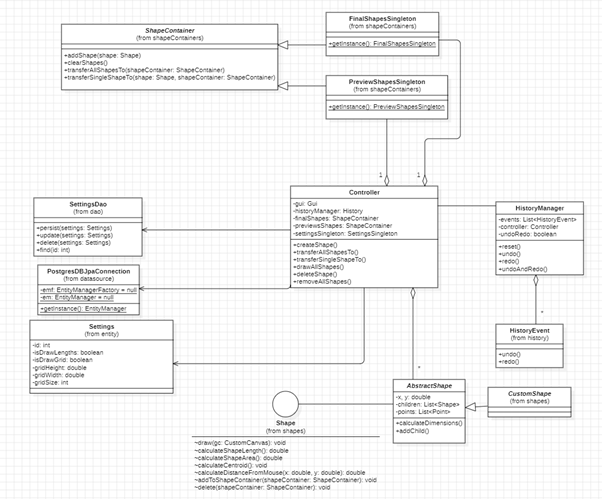 ShapeContainer
(from shapeContainers)
+addShape(shape: Shape)
+clearShapes()
+transferAllShapesTo(shapeContainer: ShapeContainer)
+transferSingleShapeTo(shape: Shape, shapeContainer: ShapeContainer)
FinalShapesSingleton
(from shapeContainers)
+getInstance(): FinalShapesSingleton
PreviewShapesSingleton
(from shapeContainers)
+getInstance(): PreviewShapesSingleton
1
1
SettingsDao
(from dao)
+persist(settings: Settings)
+update(settings: Settings)
+delete(settings: Settings)
+find(id: int)
Controller
-gui: Gui
-historyManager: History
-finalShapes: ShapeContainer
-previewsShapes: ShapeContainer
-settingsSingleton: SettingsSingleton
+createShape()
+transferAllShapesTo()
+transferSingleShapeTo()
+drawAllShapes()
+deleteShape()
+removeAllShapes()
HistoryManager
-events: List<HistoryEvent>
-controller: Controller
-undoRedo: boolean
+reset()
+undo()
+redo()
+undoAndRedo()
PostgresDBJpaConnection
(from datasource)
-emf: EntityManagerFactory = null
-em: EntityManager = null
+getInstance(): EntityManager
Settings
(from entity)
-id: int
-isDrawLengths: boolean
-isDrawGrid: boolean
-gridHeight: double
-gridWidth: double
-gridSize: int
*
HistoryEvent
(from history)
+undo()
+redo()
*
AbstractShape
-x, y: double
-children: List<Shape>
-points: List<Point>
+calculateDimensions()
+addChild()
CustomShape
(from shapes)
Shape
(from shapes)
~draw(gc: CustomCanvas): void
~calculateShapeLength(): double
~calculateShapeArea(): double
~calculateCentroid(): void
~calculateDistanceFromMouse(x: double, y: double): double
~addToShapeContainer(shapeContainer: ShapeContainer): void
~delete(shapeContainer: ShapeContainer): void